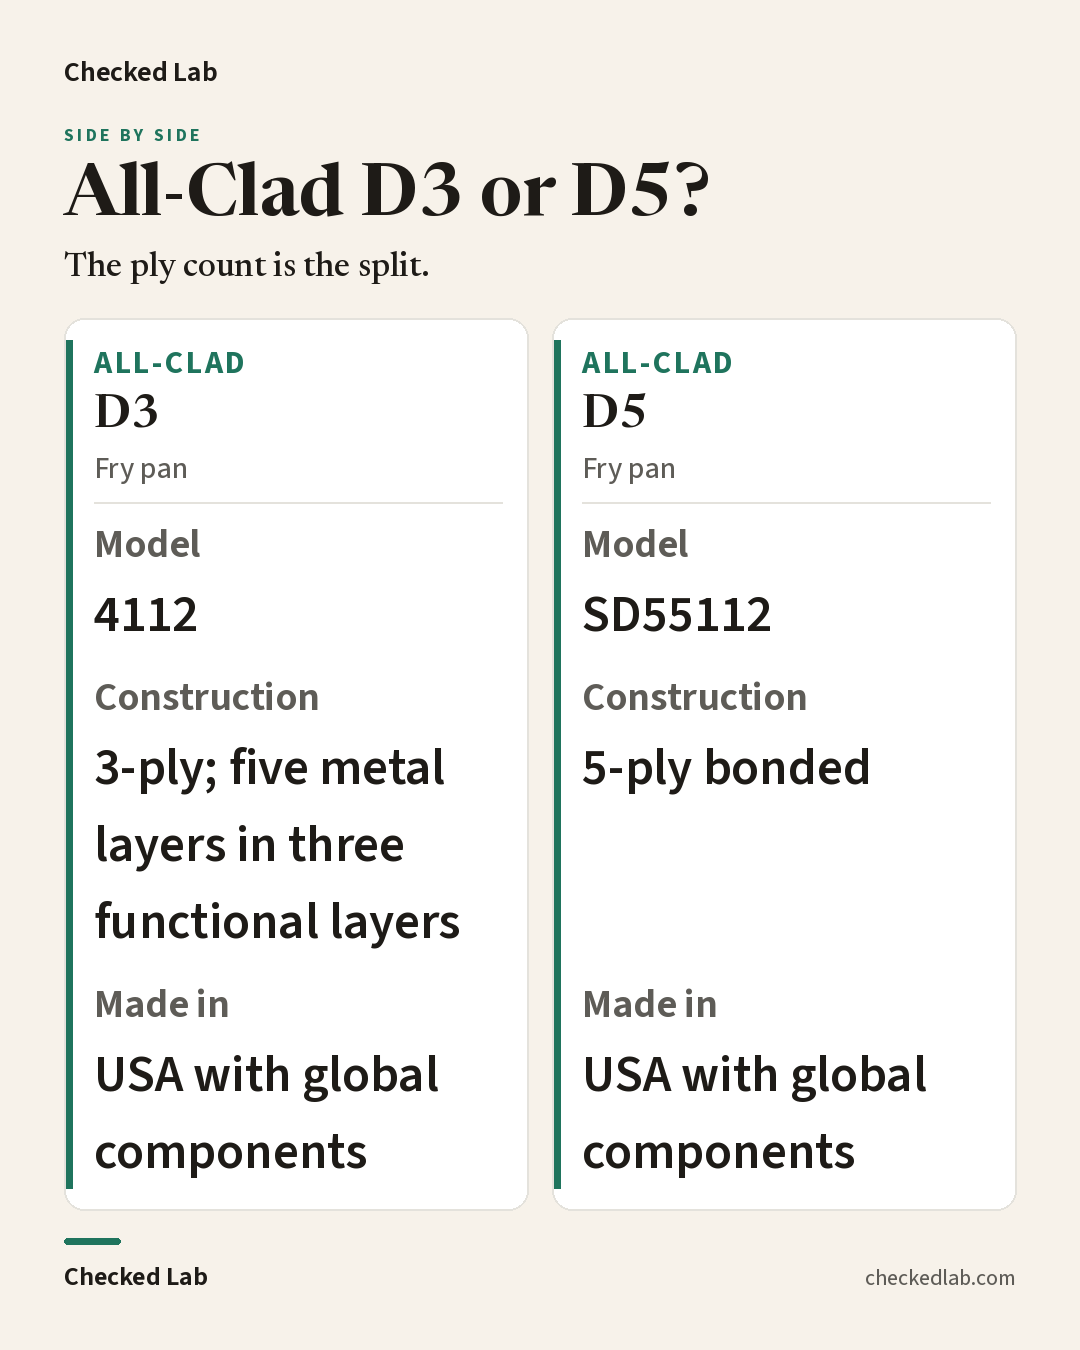 Checked Lab
SIDE BY SIDE
All-Clad D3 or D5?
The ply count is the split.
ALL-CLAD
D3
Fry pan
Model
4112
Construction
3-ply; five metal
layers in three
functional layers
Made in
USA with global
components
ALL-CLAD
D5
Fry pan
Model
SD55112
Construction
5-ply bonded
Made in
USA with global
components
Checked Lab
checkedlab.com